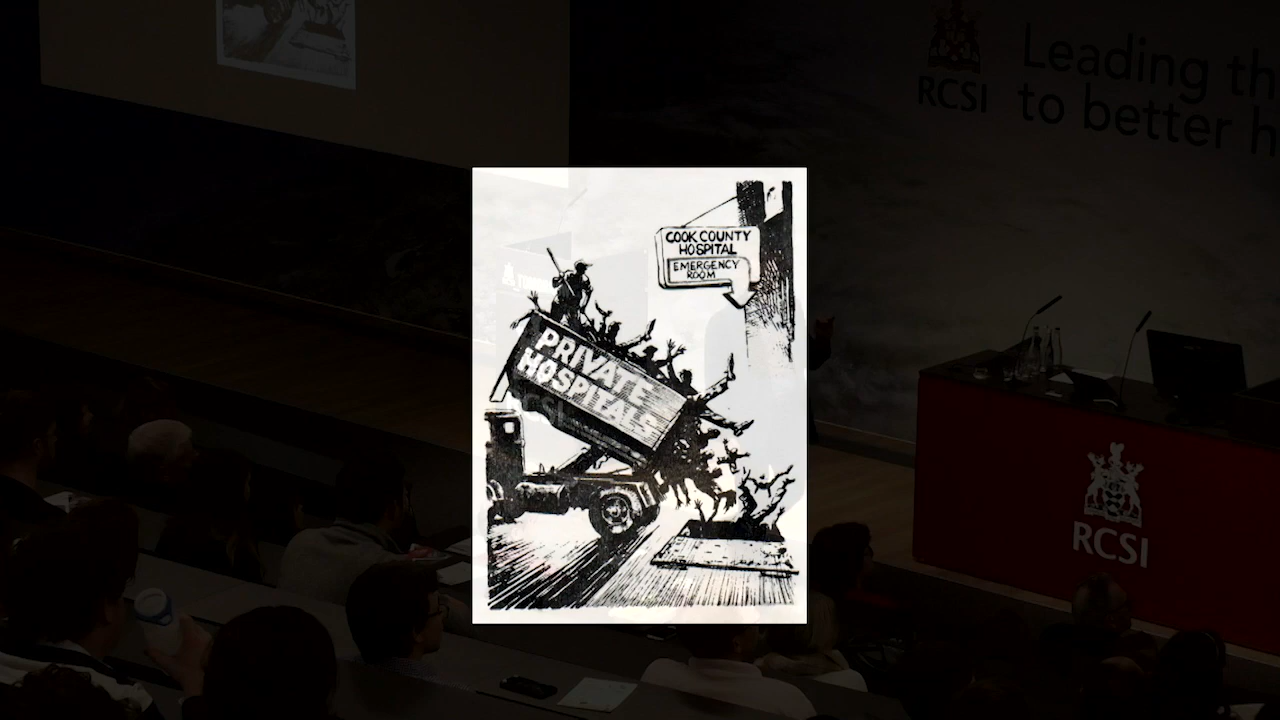 RCSI
Leading th
to better h
COOK COUNTY
HOSPITAL
EMERGENCY
ROOM
PRIVATE
HOSPITALS
RCSI